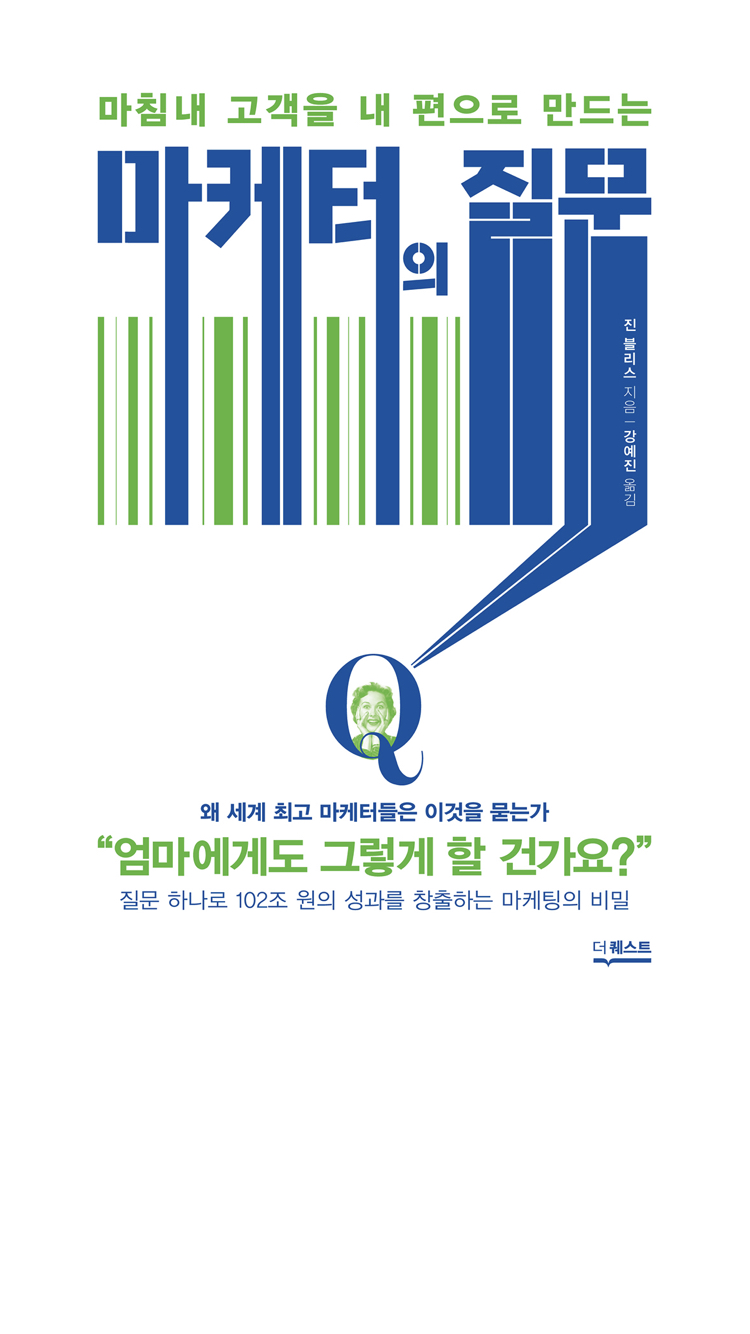 마침내 고객을 내 편으로 만드는
마케터의 질문
진 블리스 지음 — 강예진 옮김
Q
왜 세계 최고 마케터들은 이것을 묻는가
“엄마에게도 그렇게 할 건가요?”
질문 하나로 102조 원의 성과를 창출하는 마케팅의 비밀
더 퀘스트